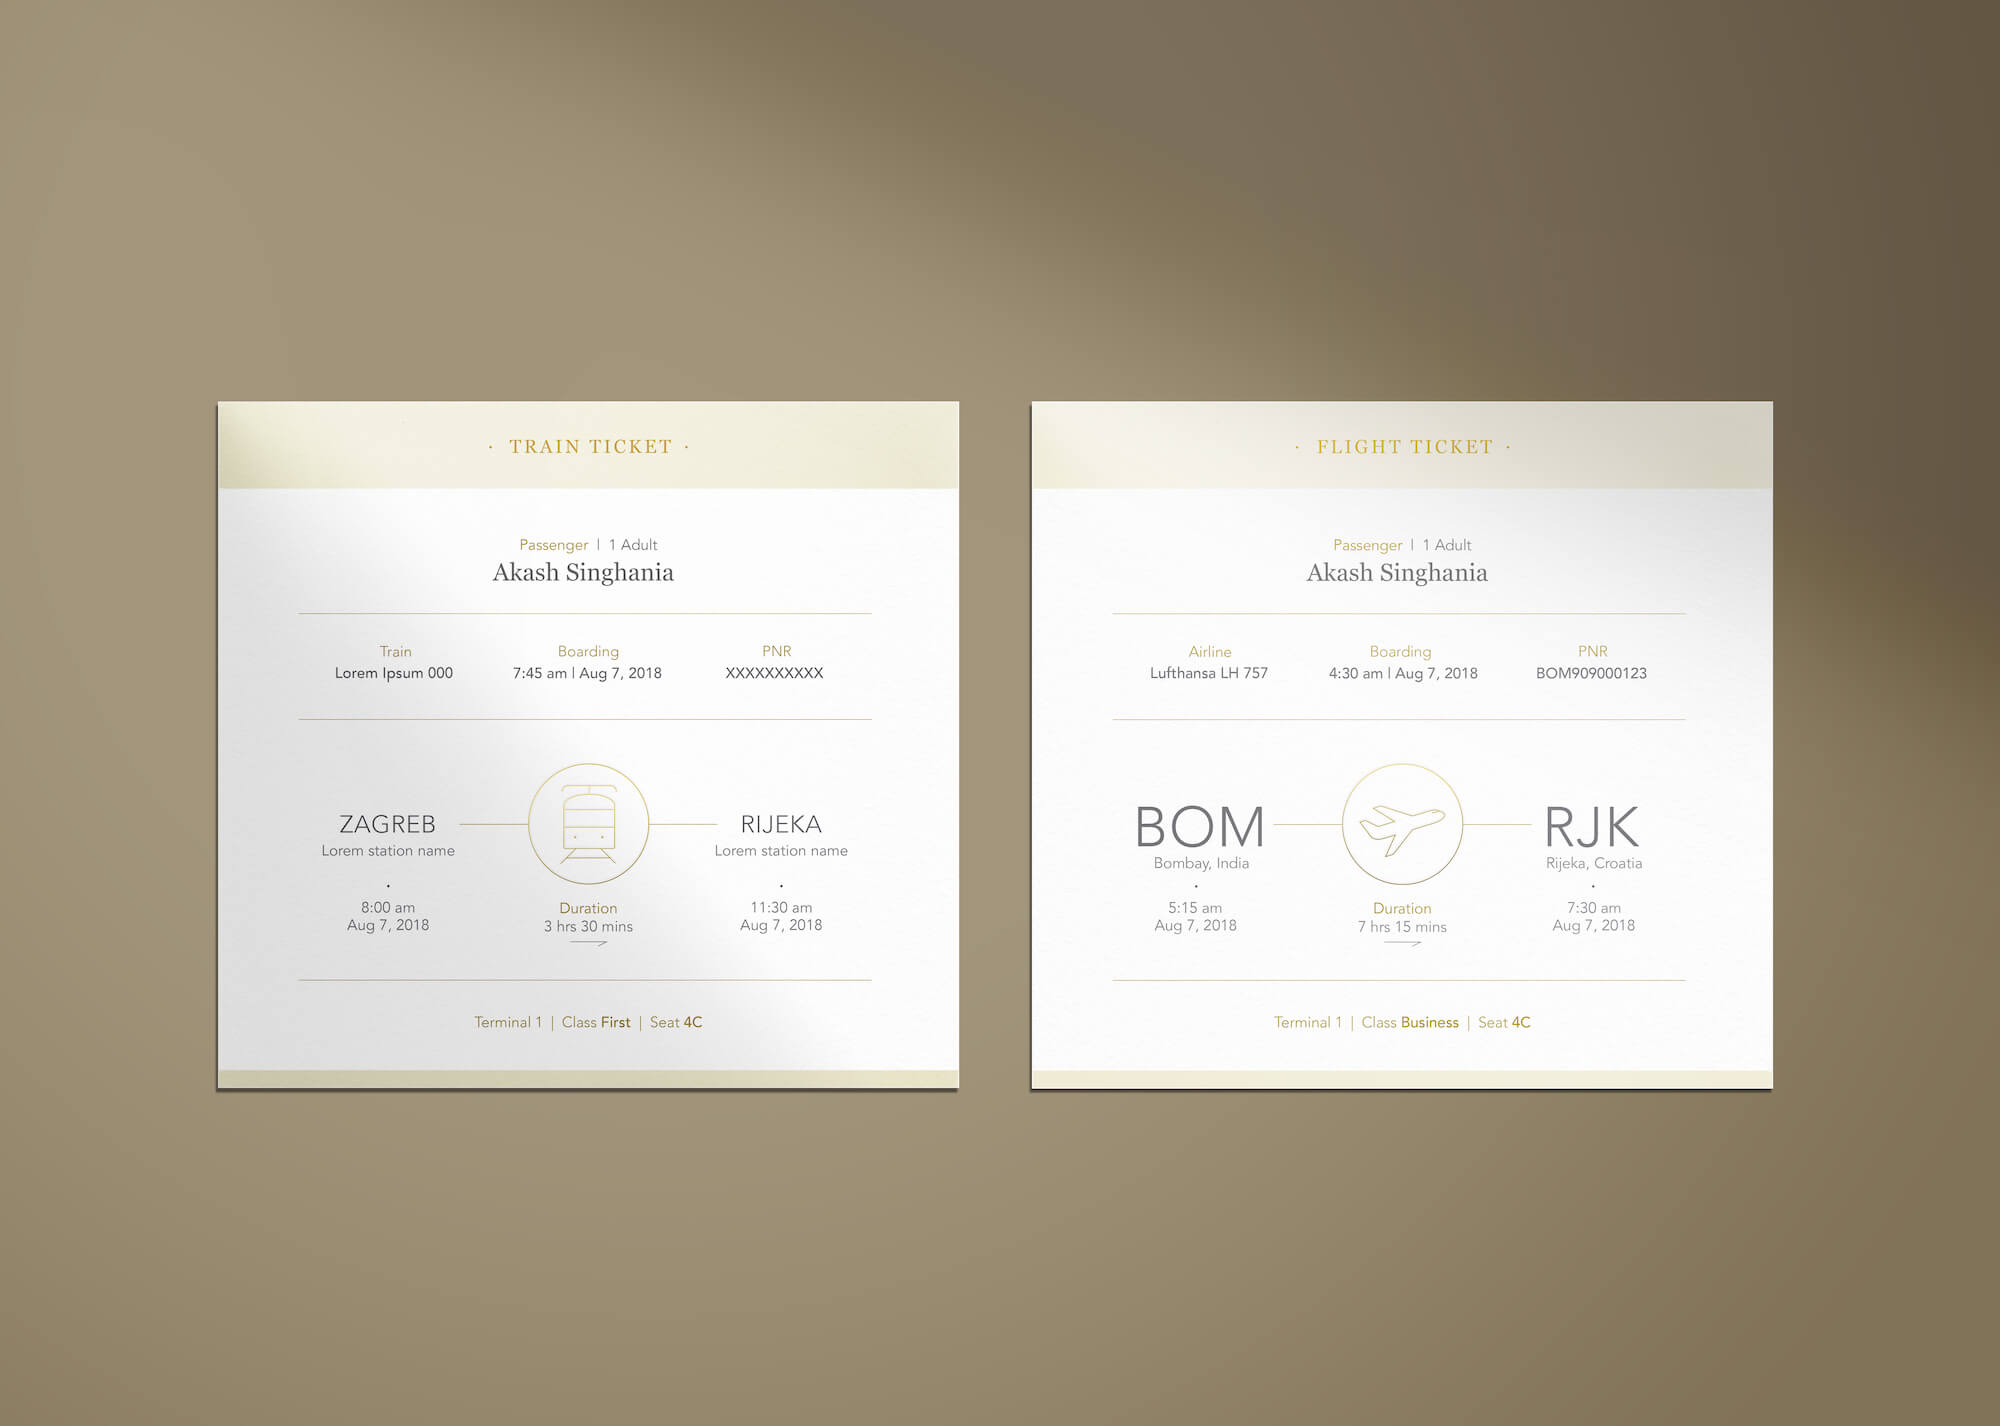 · TRAIN TICKET ·
Passenger | 1 Adult
Akash Singhania
Train
Lorem Ipsum 000
Boarding
7:45 am | Aug 7, 2018
PNR
XXXXXXXXXX
ZAGREB
Lorem station name
·
8:00 am
Aug 7, 2018
Duration
3 hrs 30 mins
RIJEKA
Lorem station name
·
11:30 am
Aug 7, 2018
Terminal 1 | Class First | Seat 4C
· FLIGHT TICKET ·
Passenger | 1 Adult
Akash Singhania
Airline
Lufthansa LH 757
Boarding
4:30 am | Aug 7, 2018
PNR
BOM909000123
BOM
Bombay, India
·
5:15 am
Aug 7, 2018
Duration
7 hrs 15 mins
RJK
Rijeka, Croatia
·
7:30 am
Aug 7, 2018
Terminal 1 | Class Business | Seat 4C